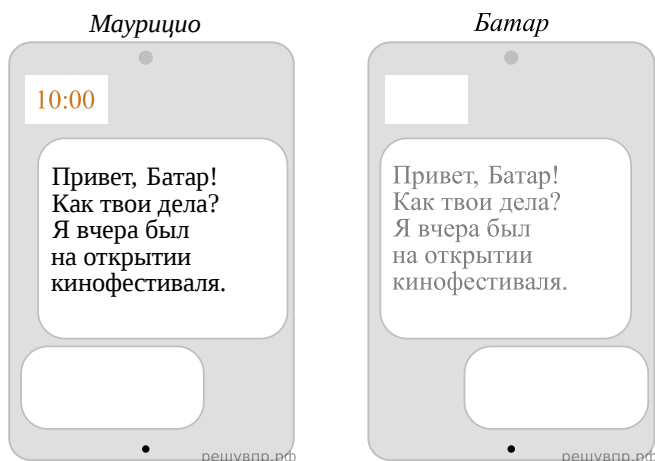 Маурицио
Батар
10:00
Привет, Батар!
Как твои дела?
Я вчера был
на открытии
кинофестиваля.
Привет, Батар!
Как твои дела?
Я вчера был
на открытии
кинофестиваля.
решувпр.рф
решувпр.рф